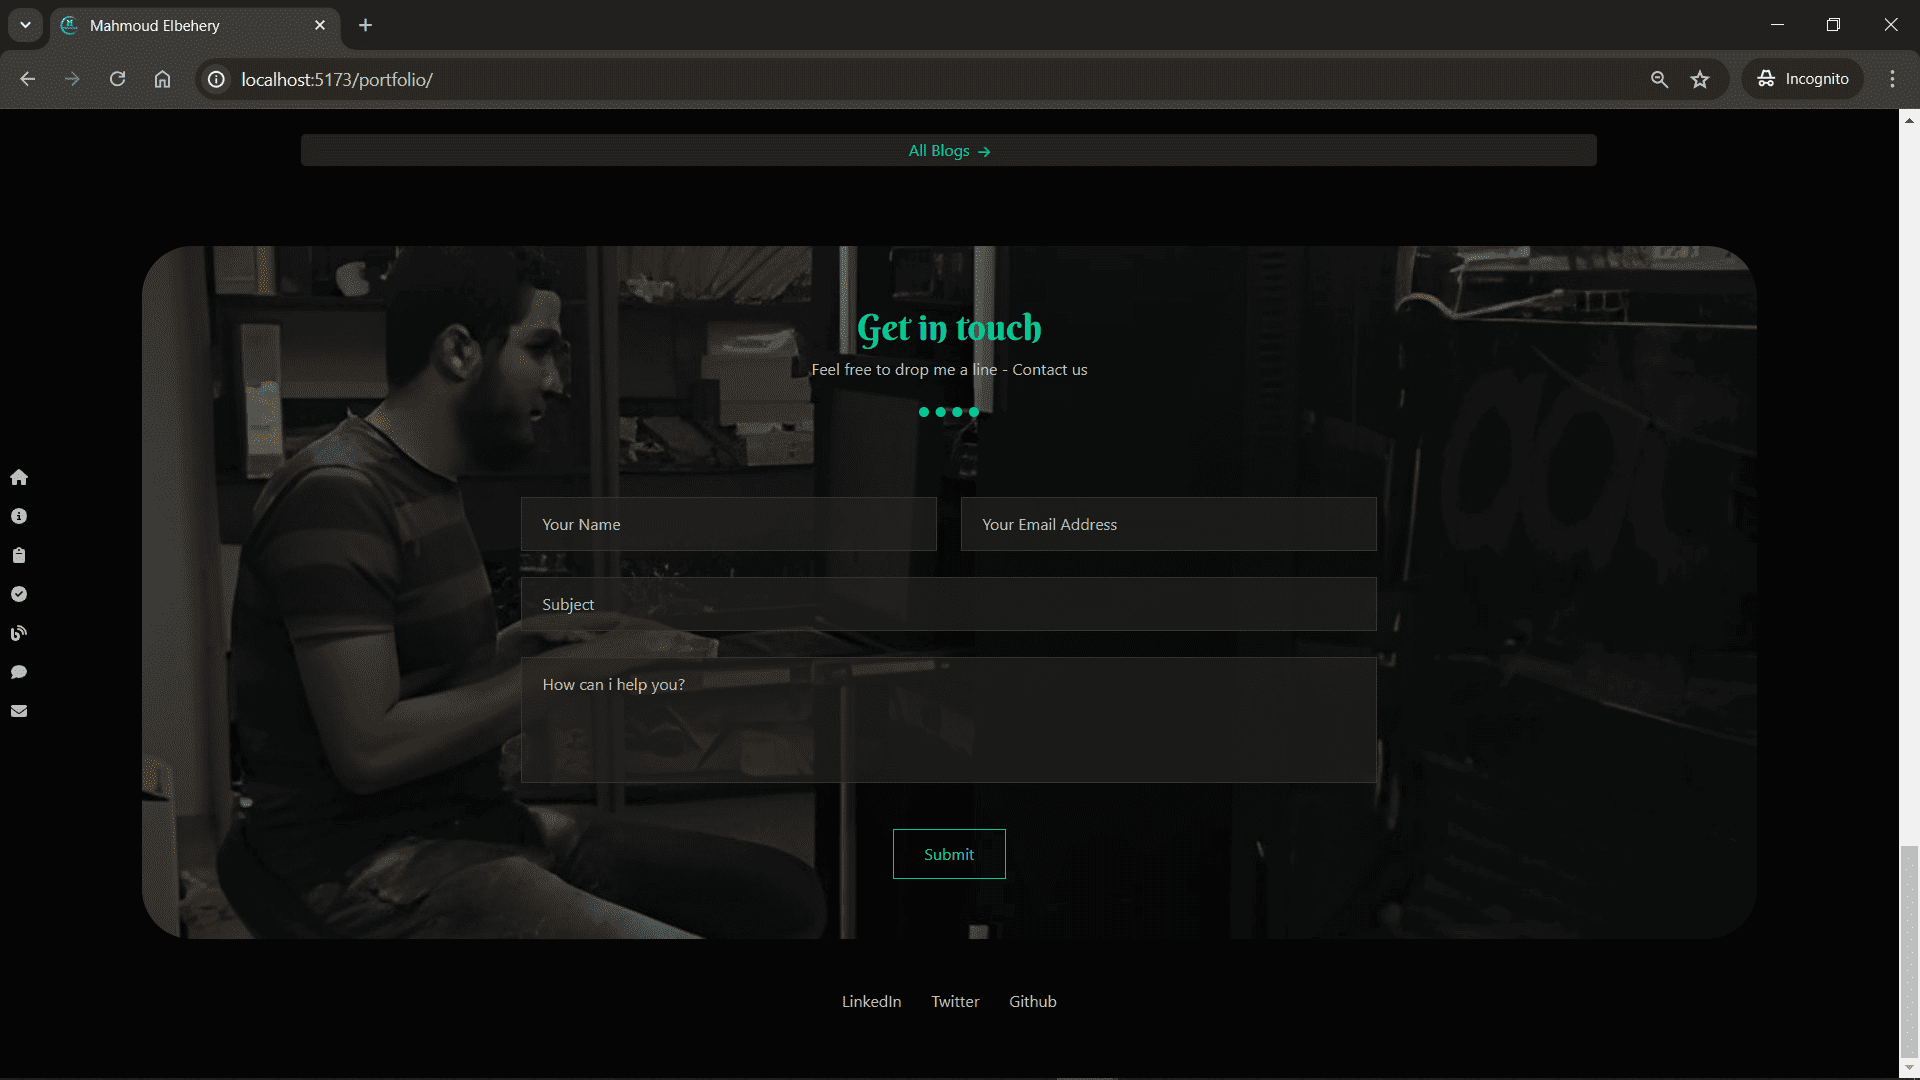 Mahmoud Elbehery
localhost:5173/portfolio/
Incognito
All Blogs →
Get in touch
Feel free to drop me a line - Contact us
Your Name
Your Email Address
Subject
How can i help you?
Submit
LinkedIn Twitter Github